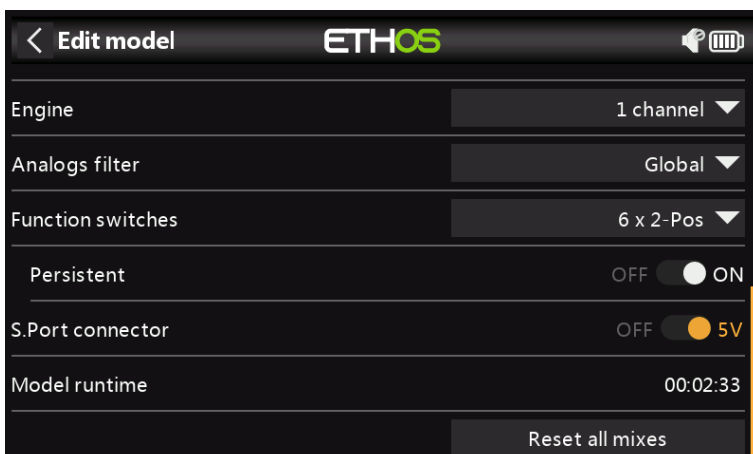 Edit model ETHOS
Engine 1 channel
Analogs filter Global
Function switches 6 x 2-Pos
Persistent OFF ON
S.Port connector OFF 5V
Model runtime 00:02:33
Reset all mixes